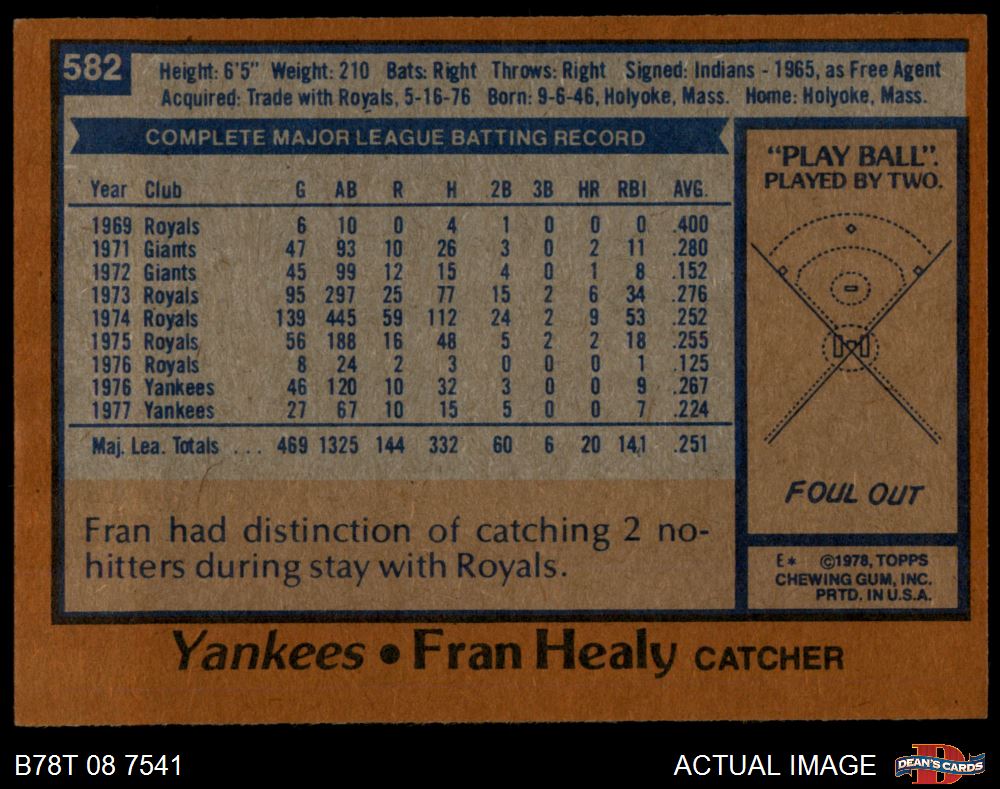 582
Height: 6'5" Weight: 210 Bats: Right Throws: Right Signed: Indians - 1965, as Free Agent
Acquired: Trade with Royals, 5-16-76 Born: 9-6-46, Holyoke, Mass. Home: Holyoke, Mass.
COMPLETE MAJOR LEAGUE BATTING RECORD
Year Club G AB R H 2B 3B HR RBI AVG.
1969 Royals 6 10 0 4 1 0 0 0 .400
1971 Giants 47 93 10 26 3 0 2 11 .280
1972 Giants 45 99 12 15 4 0 1 8 .152
1973 Royals 95 297 25 77 15 2 6 34 .276
1974 Royals 139 445 59 112 24 2 9 53 .252
1975 Royals 56 188 16 48 5 2 2 18 .255
1976 Royals 8 24 2 3 0 0 0 1 .125
1976 Yankees 46 120 10 32 3 0 0 9 .267
1977 Yankees 27 67 10 15 5 0 0 7 .224
Maj. Lea. Totals ... 469 1325 144 332 60 6 20 141 .251
Fran had distinction of catching 2 no-
hitters during stay with Royals.
"PLAY BALL".
PLAYED BY TWO.
FOUL OUT
E* ©1978, TOPPS
CHEWING GUM, INC.
PRTD. IN U.S.A.
Yankees • Fran Healy CATCHER
B78T 08 7541
ACTUAL IMAGE
D
DEAN'S CARDS